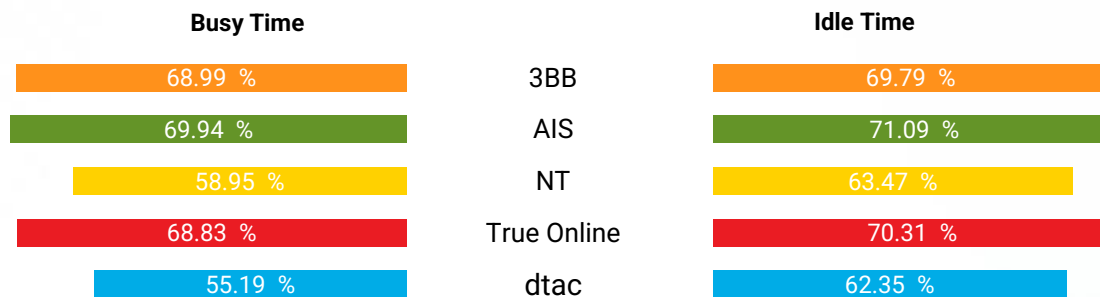 Busy Time Idle Time
68.99 % 3BB 69.79 %
69.94 % AIS 71.09 %
58.95 % NT 63.47 %
68.83 % True Online 70.31 %
55.19 % dtac 62.35 %